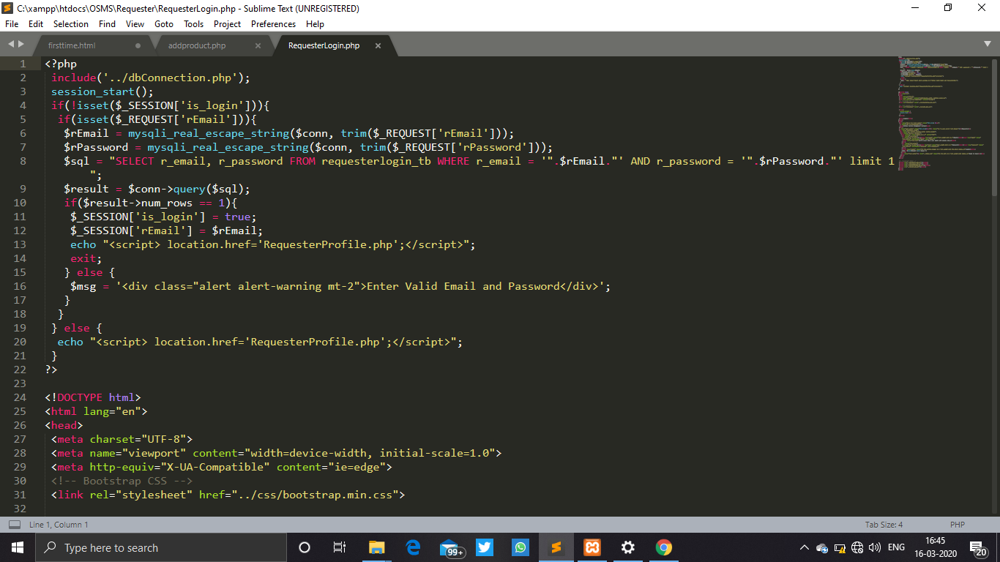 C:\xampp\htdocs\OSMS\Requester\RequesterLogin.php - Sublime Text (UNREGISTERED)
File Edit Selection Find View Goto Tools Project Preferences Help
firsttime.html addproduct.php RequesterLogin.php
1 <?php
2 include('../dbConnection.php');
3 session_start();
4 if(!isset($_SESSION['is_login'])){
5 if(isset($_REQUEST['rEmail'])){
6 $rEmail = mysqli_real_escape_string($conn, trim($_REQUEST['rEmail']));
7 $rPassword = mysqli_real_escape_string($conn, trim($_REQUEST['rPassword']));
8 $sql = "SELECT r_email, r_password FROM requesterlogin_tb WHERE r_email = '".$rEmail."' AND r_password = '".$rPassword."' limit 1
";
9 $result = $conn->query($sql);
10 if($result->num_rows == 1){
11 $_SESSION['is_login'] = true;
12 $_SESSION['rEmail'] = $rEmail;
13 echo "<script> location.href='RequesterProfile.php';</script>";
14 exit;
15 } else {
16 $msg = '<div class="alert alert-warning mt-2">Enter Valid Email and Password</div>';
17 }
18 }
19 } else {
20 echo "<script> location.href='RequesterProfile.php';</script>";
21 }
22 ?>
23
24 <!DOCTYPE html>
25 <html lang="en">
26 <head>
27 <meta charset="UTF-8">
28 <meta name="viewport" content="width=device-width, initial-scale=1.0">
29 <meta http-equiv="X-UA-Compatible" content="ie=edge">
30 <!-- Bootstrap CSS -->
31 <link rel="stylesheet" href="../css/bootstrap.min.css">
32
Line 1, Column 1 Tab Size: 4 PHP
Type here to search 99+ ENG 16:45 20
16-03-2020